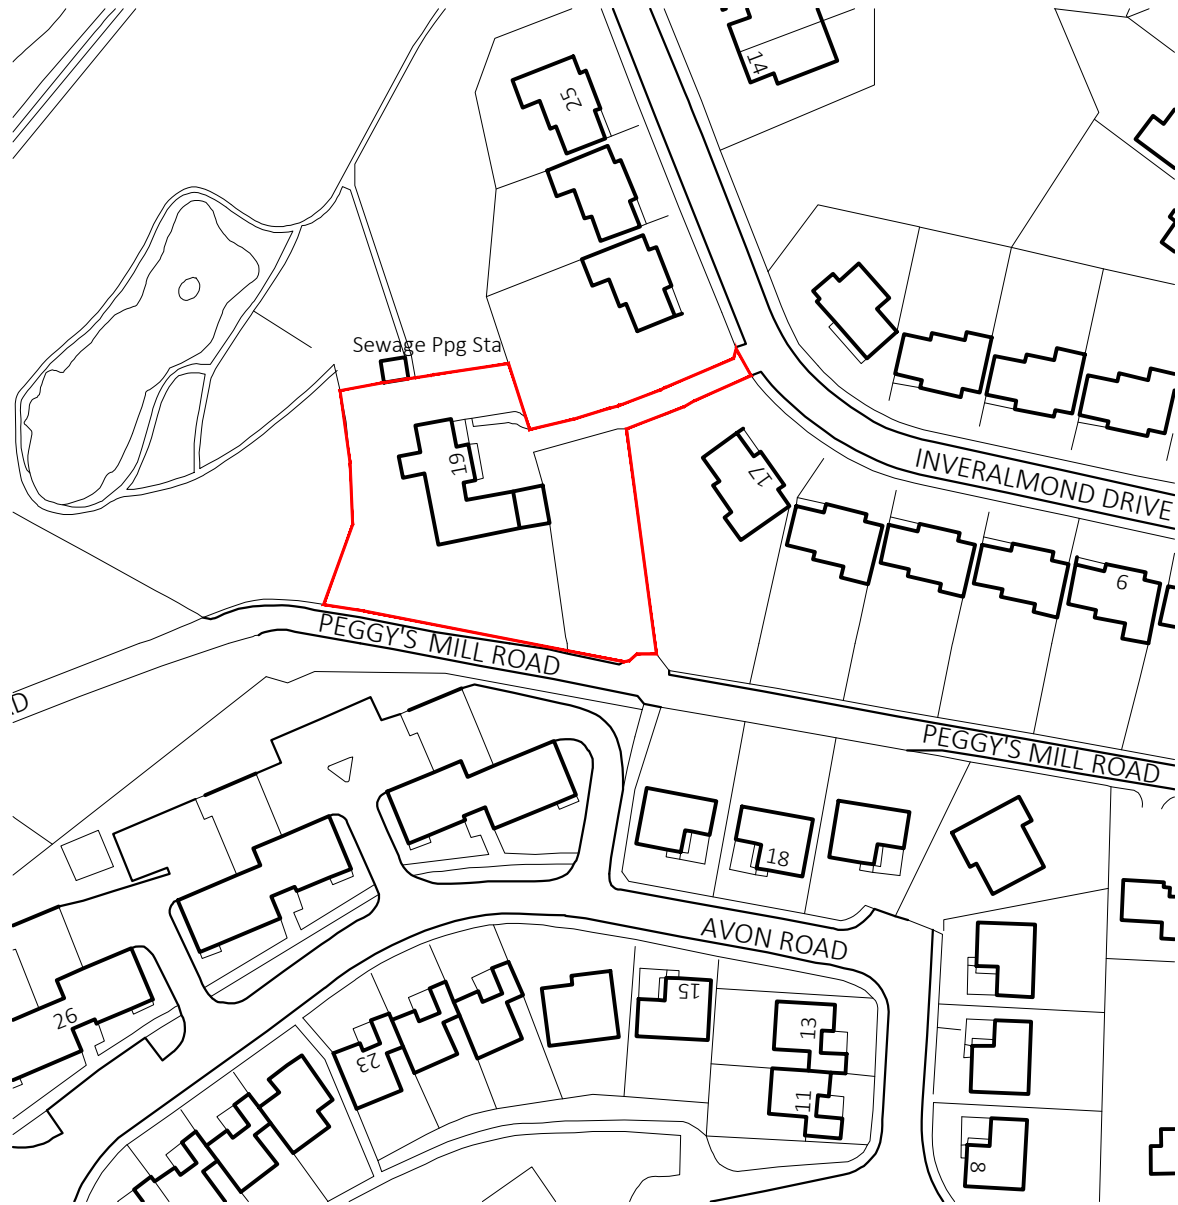 14
25
Sewage Ppg Sta
19
17
INVERALMOND DRIVE
6
PEGGY'S MILL ROAD
D
PEGGY'S MILL ROAD
18
AVON ROAD
15
26
13
23
11
8